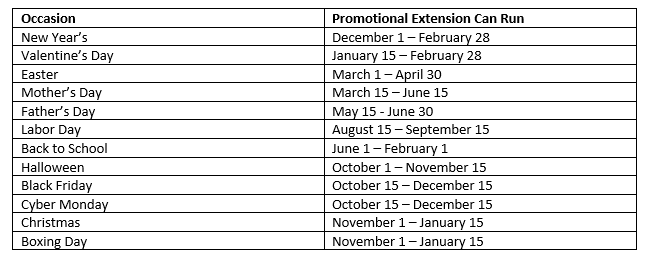 Occasion Promotional Extension Can Run
New Year’s December 1 – February 28
Valentine’s Day January 15 – February 28
Easter March 1 – April 30
Mother’s Day March 15 – June 15
Father’s Day May 15 - June 30
Labor Day August 15 – September 15
Back to School June 1 – February 1
Halloween October 1 – November 15
Black Friday October 15 – December 15
Cyber Monday October 15 – December 15
Christmas November 1 – January 15
Boxing Day November 1 – January 15